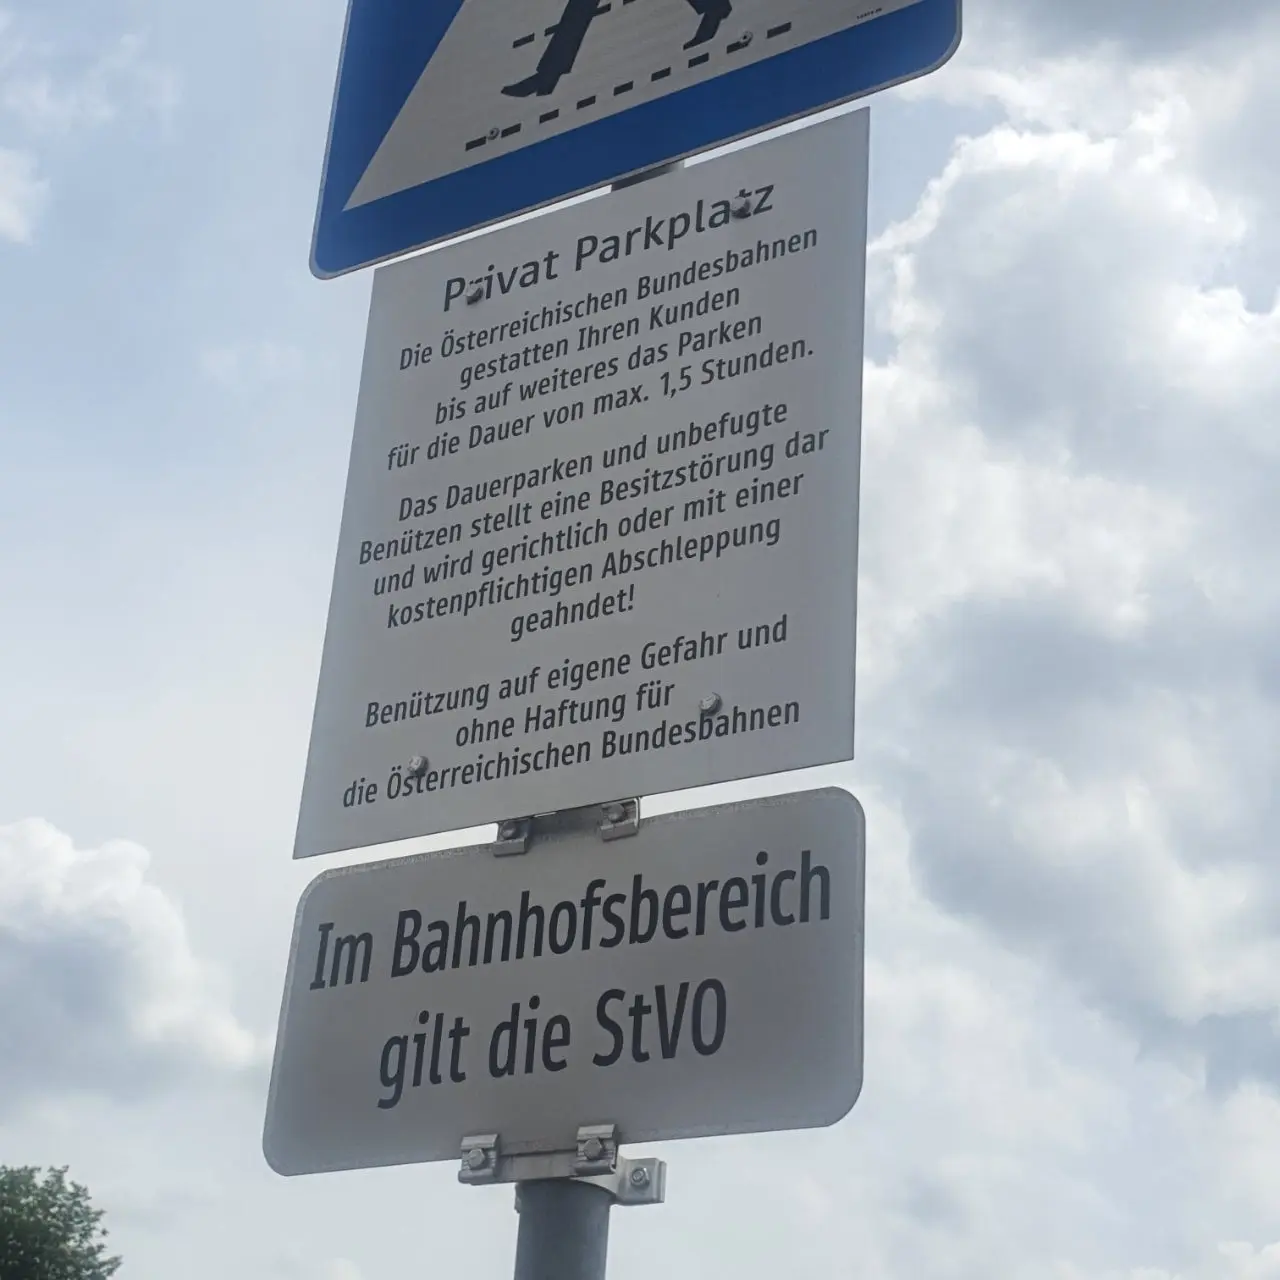 Privat Parkplatz
Die Österreichischen Bundesbahnen
gestatten Ihren Kunden
bis auf weiteres das Parken
für die Dauer von max. 1,5 Stunden.
Das Dauerparken und unbefugte
Benützen stellt eine Besitzstörung dar
und wird gerichtlich oder mit einer
kostenpflichtigen Abschleppung
geahndet!
Benützung auf eigene Gefahr und
ohne Haftung für
die Österreichischen Bundesbahnen
Im Bahnhofsbereich
gilt die StVO